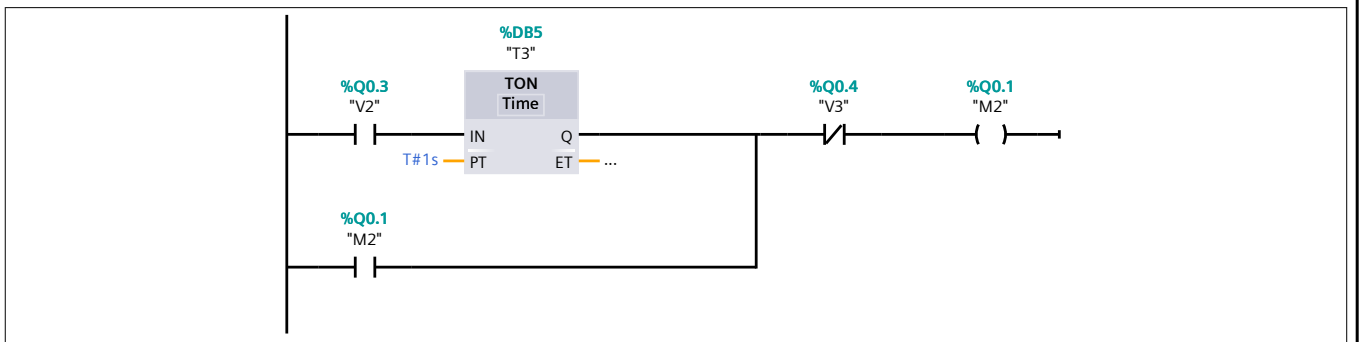 %DB5
"T3"
%Q0.3
"V2"
TON
Time
%Q0.4
"V3"
%Q0.1
"M2"
IN Q
T#1s PT ET ...
%Q0.1
"M2"